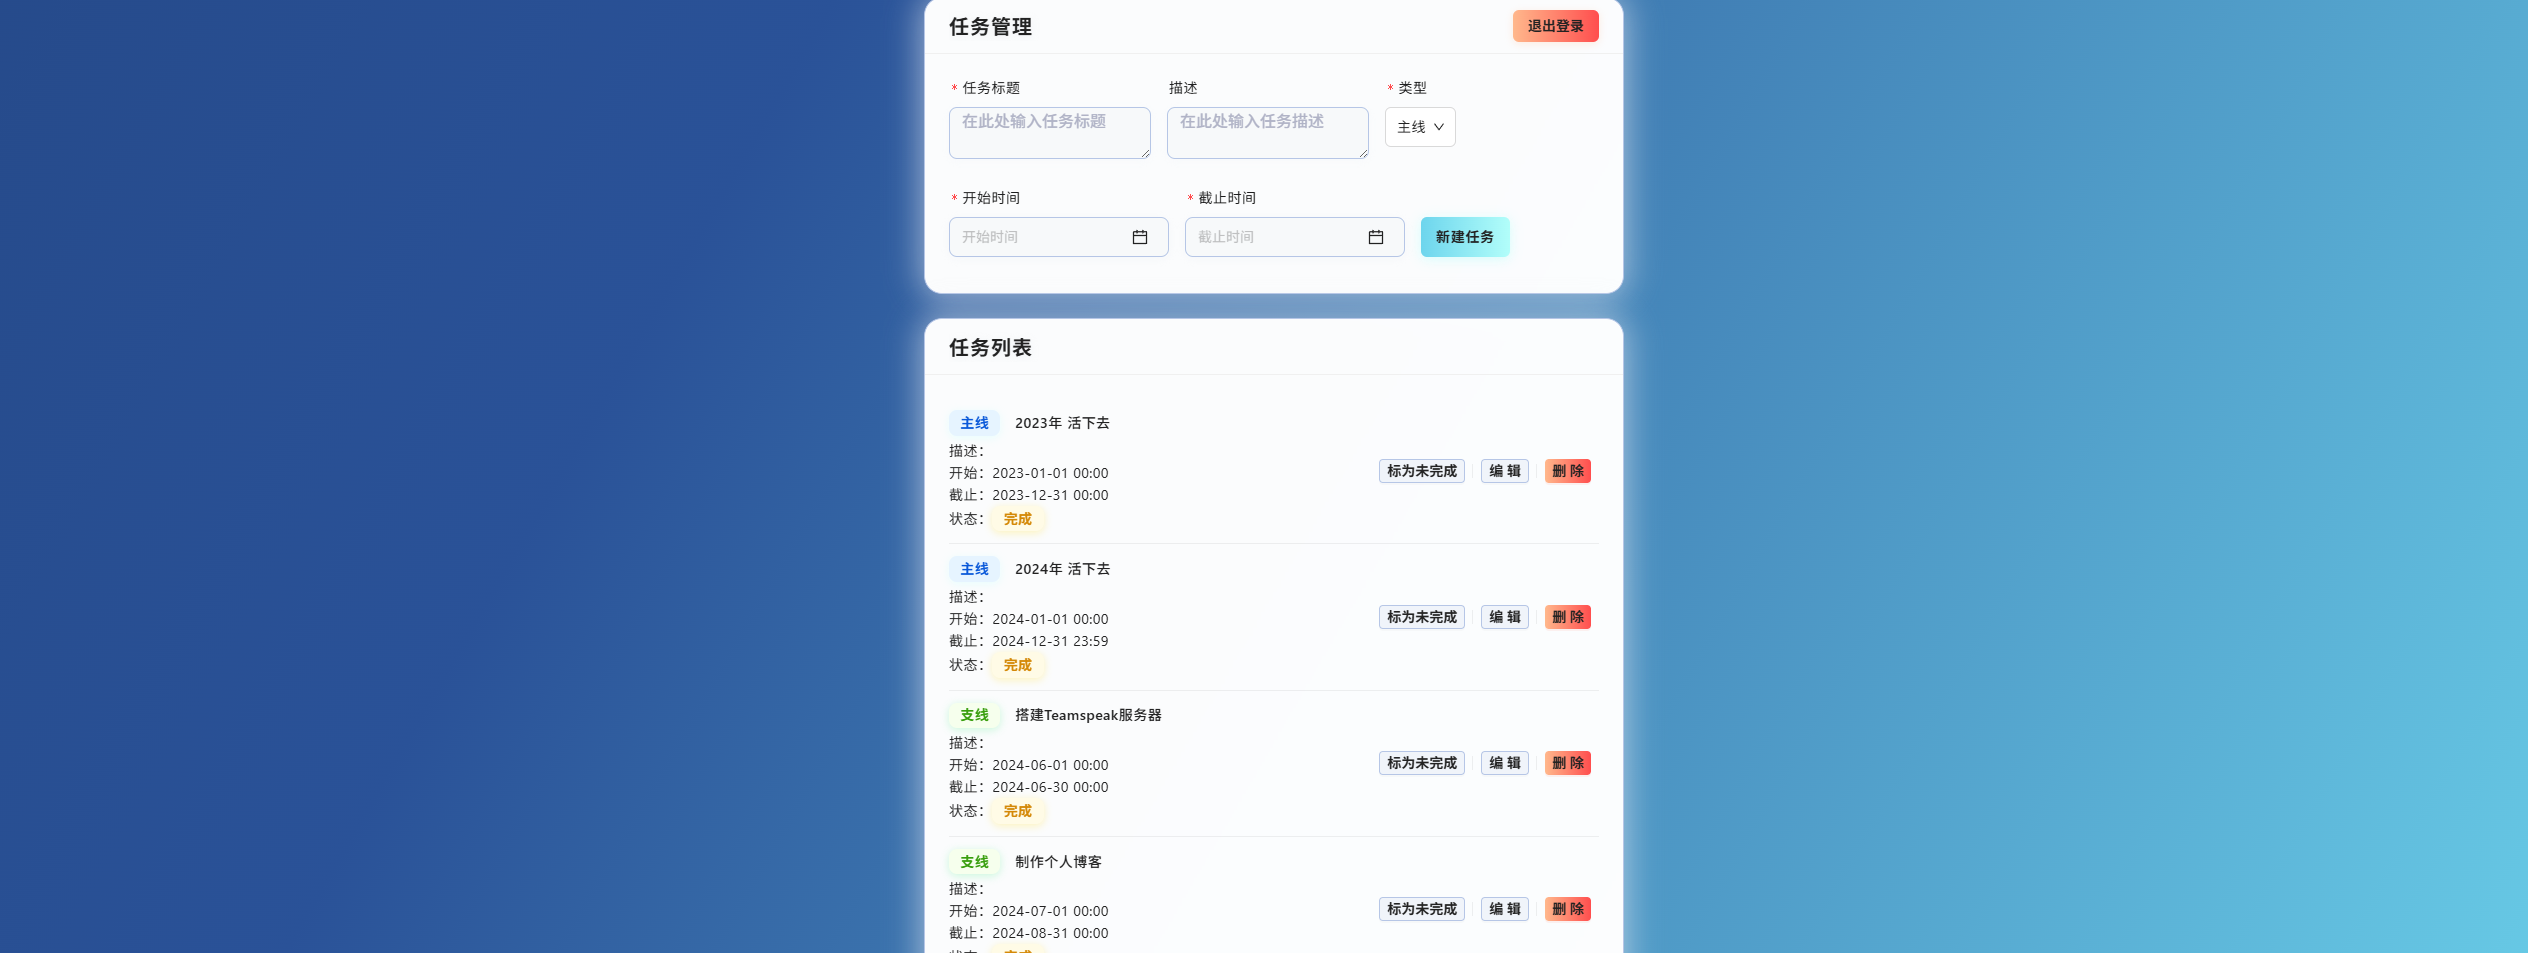 任务管理
退出登录
* 任务标题
描述
* 类型
在此处输入任务标题
在此处输入任务描述
主线
* 开始时间
* 截止时间
开始时间
截止时间
新建任务
任务列表
主线 2023年 活下去
描述：
开始：2023-01-01 00:00
截止：2023-12-31 00:00
状态： 完成
标为未完成 编 辑 删 除
主线 2024年 活下去
描述：
开始：2024-01-01 00:00
截止：2024-12-31 23:59
状态： 完成
标为未完成 编 辑 删 除
支线 搭建Teamspeak服务器
描述：
开始：2024-06-01 00:00
截止：2024-06-30 00:00
状态： 完成
标为未完成 编 辑 删 除
支线 制作个人博客
描述：
开始：2024-07-01 00:00
截止：2024-08-31 00:00
标为未完成 编 辑 删 除